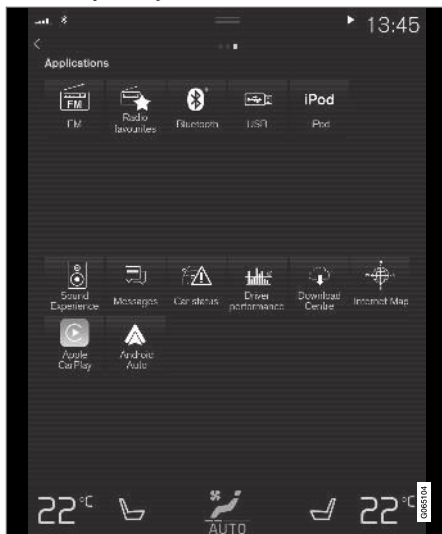 13:45
Applications
FM
iPod
FM
Radio
favourites
Bluetooth
USB
iPod
Sound
Experience
Messages
Car status
Driver
performance
Download
Centre
Internet Map
Apple
CarPlay
Android
Auto
22°C
22°C
AUTO
G065104